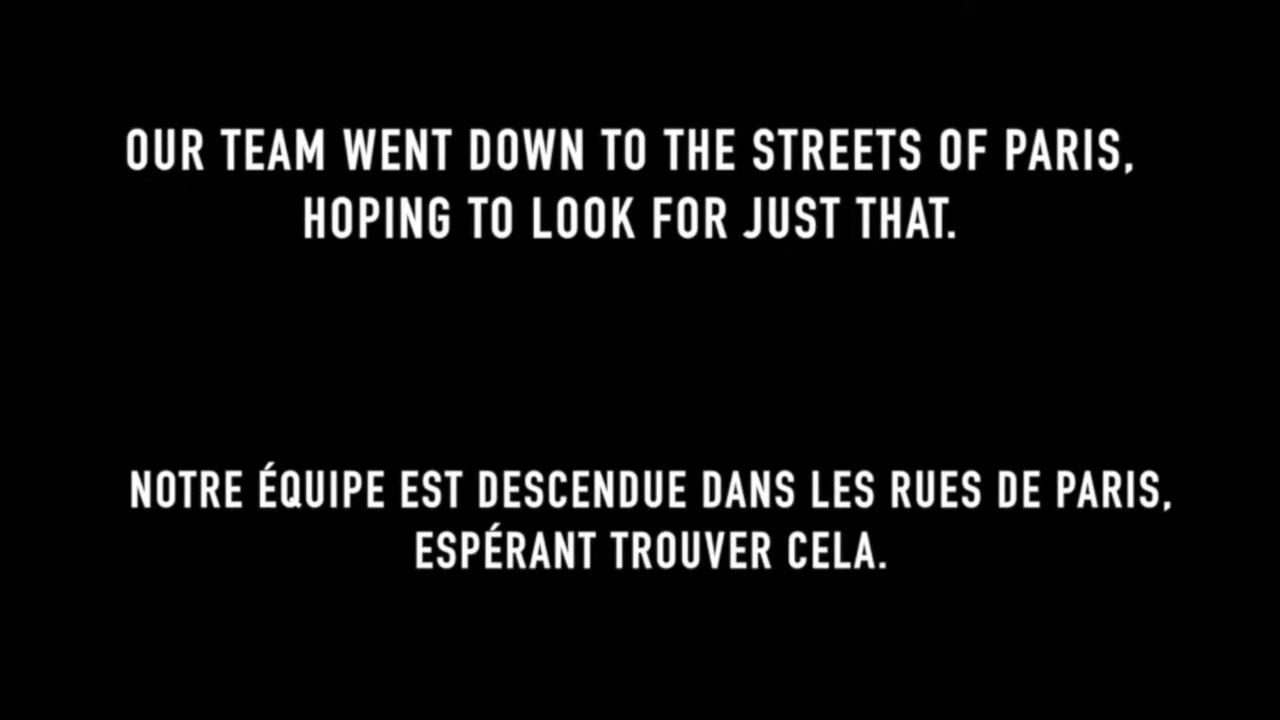 OUR TEAM WENT DOWN TO THE STREETS OF PARIS,
HOPING TO LOOK FOR JUST THAT.
NOTRE ÉQUIPE EST DESCENDUE DANS LES RUES DE PARIS,
ESPÉRANT TROUVER CELA.